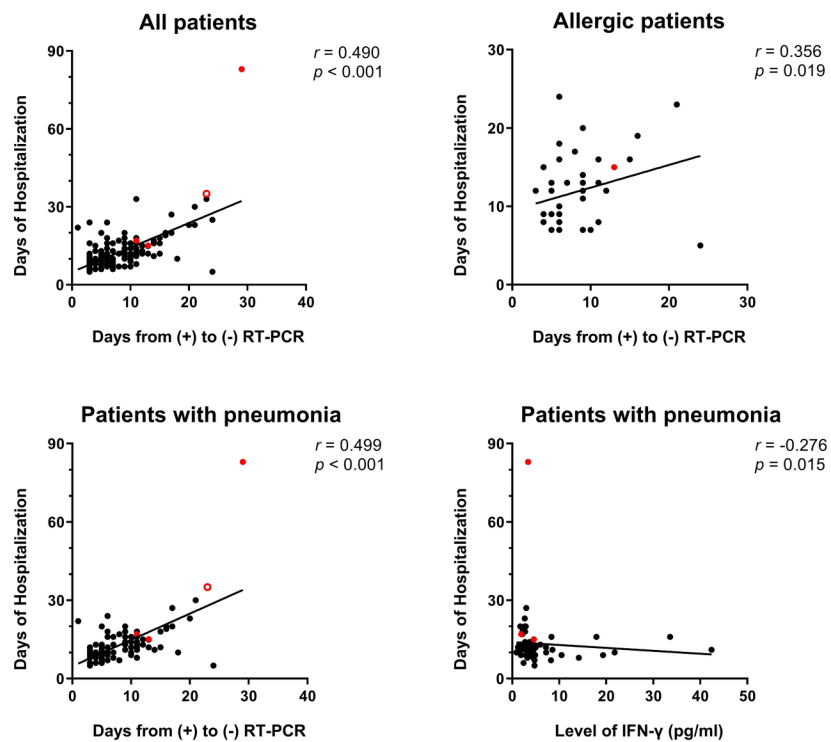 All patients
r = 0.490
p < 0.001
90
60
30
0
0
10
20
30
40
Days of Hospitalization
Days from (+) to (-) RT-PCR
Allergic patients
r = 0.356
p = 0.019
30
20
10
0
0
10
20
30
Days of Hospitalization
Days from (+) to (-) RT-PCR
Patients with pneumonia
r = 0.499
p < 0.001
90
60
30
0
0
10
20
30
40
Days of Hospitalization
Days from (+) to (-) RT-PCR
Patients with pneumonia
r = -0.276
p = 0.015
90
60
30
0
0
10
20
30
40
50
Days of Hospitalization
Level of IFN-γ (pg/ml)